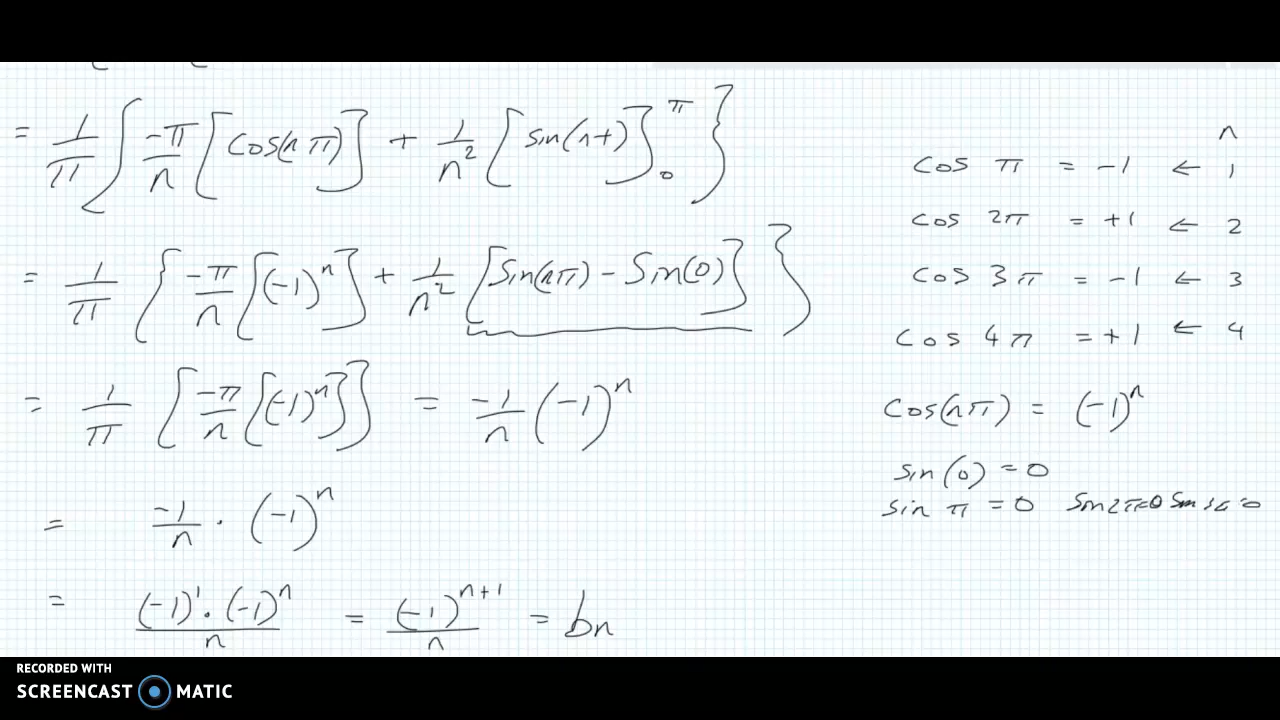 = 1/π { -π/n [cos(nπ)] + 1/n² [sin(nt)]₀^π }
= 1/π { -π/n [(-1)ⁿ] + 1/n² [Sin(nπ) - Sin(0)] }
= 1/π { -π/n [(-1)ⁿ] } = -1/n (-1)ⁿ
= -1/n · (-1)ⁿ
= (-1)¹ · (-1)ⁿ / n = (-1)ⁿ⁺¹ / n = bn
n
cos π = -1 ← 1
cos 2π = +1 ← 2
cos 3π = -1 ← 3
cos 4π = +1 ← 4
cos(nπ) = (-1)ⁿ
sin(0) = 0
sin π = 0 Sin 2π=0
RECORDED WITH
SCREENCAST MATIC